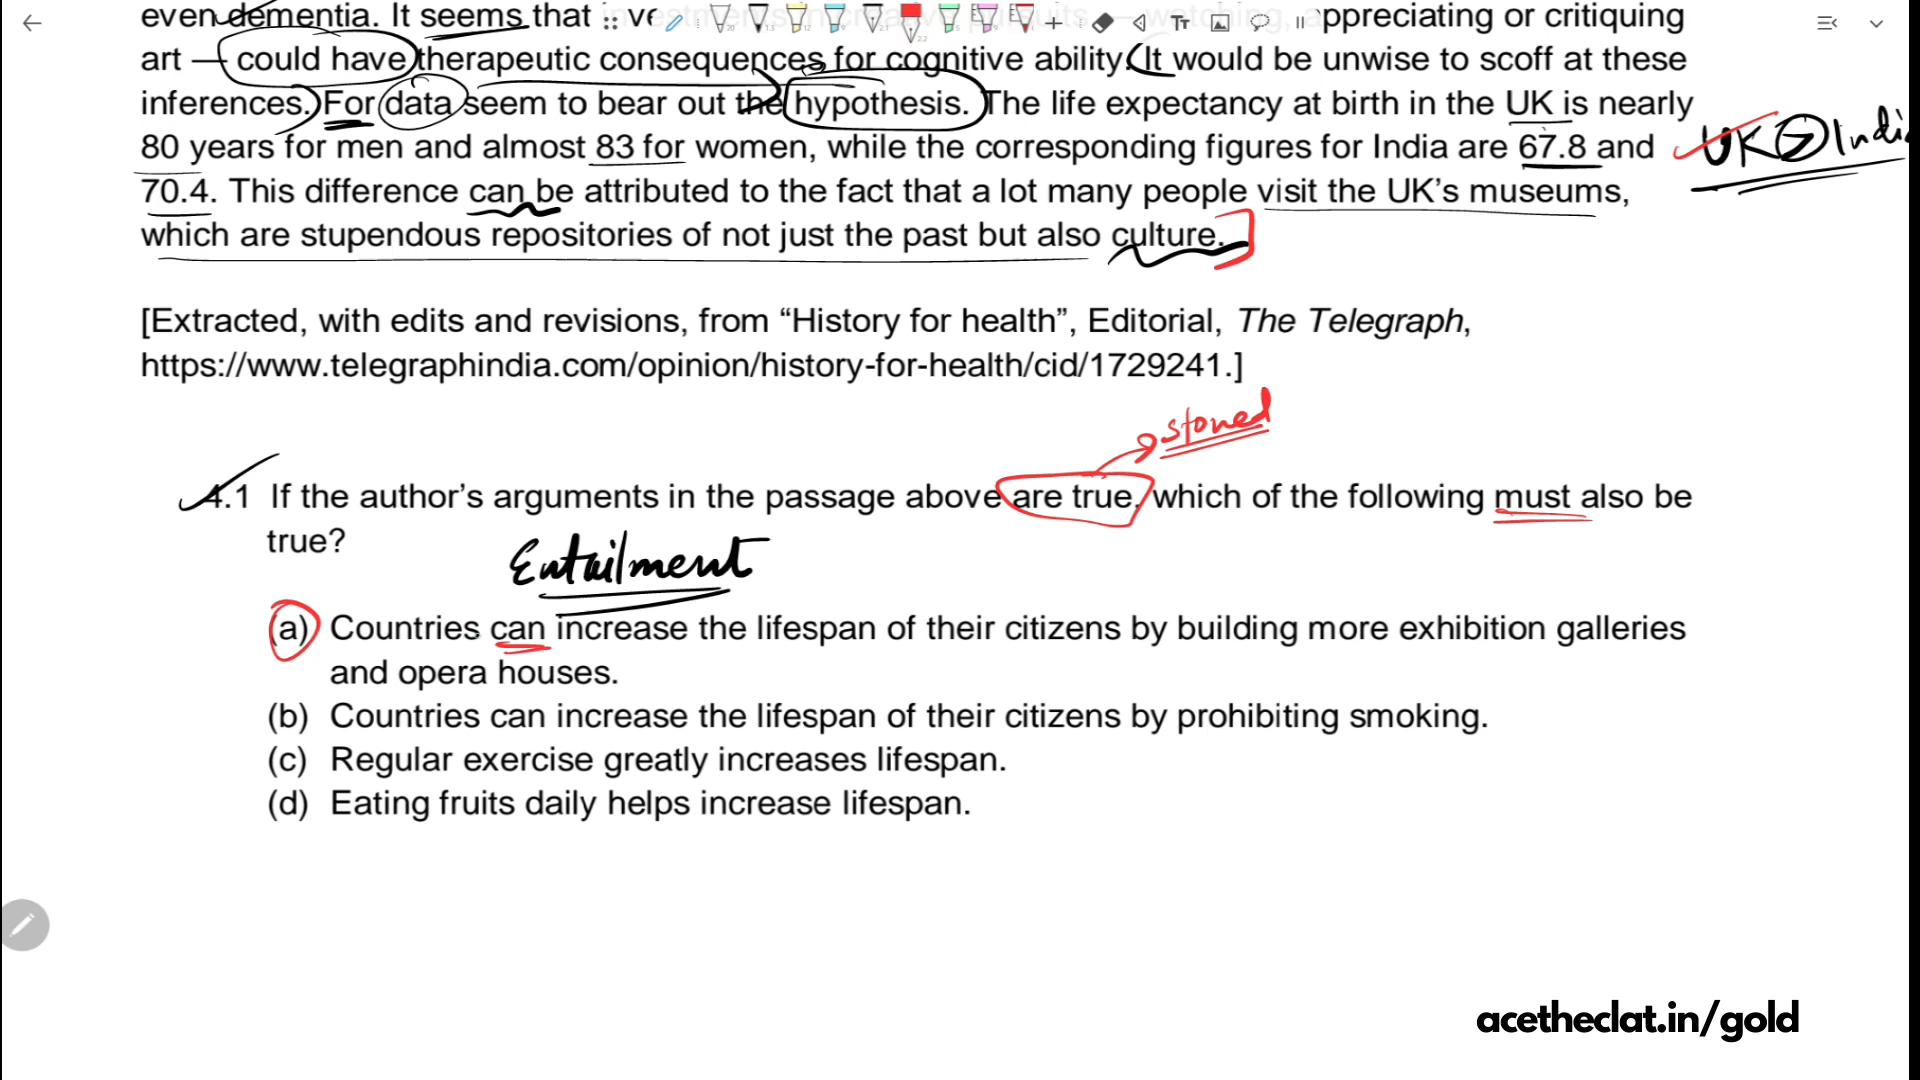 even dementia. It seems that appreciating or critiquing
art — could have therapeutic consequences for cognitive ability. It would be unwise to scoff at these
inferences. For data seem to bear out the hypothesis. The life expectancy at birth in the UK is nearly
80 years for men and almost 83 for women, while the corresponding figures for India are 67.8 and
UK > India
70.4. This difference can be attributed to the fact that a lot many people visit the UK’s museums,
which are stupendous repositories of not just the past but also culture.
[Extracted, with edits and revisions, from “History for health”, Editorial, The Telegraph,
https://www.telegraphindia.com/opinion/history-for-health/cid/1729241.]
stoned
4.1 If the author’s arguments in the passage above are true, which of the following must also be
true?
Entailment
(a) Countries can increase the lifespan of their citizens by building more exhibition galleries
and opera houses.
(b) Countries can increase the lifespan of their citizens by prohibiting smoking.
(c) Regular exercise greatly increases lifespan.
(d) Eating fruits daily helps increase lifespan.
acetheclat.in/gold